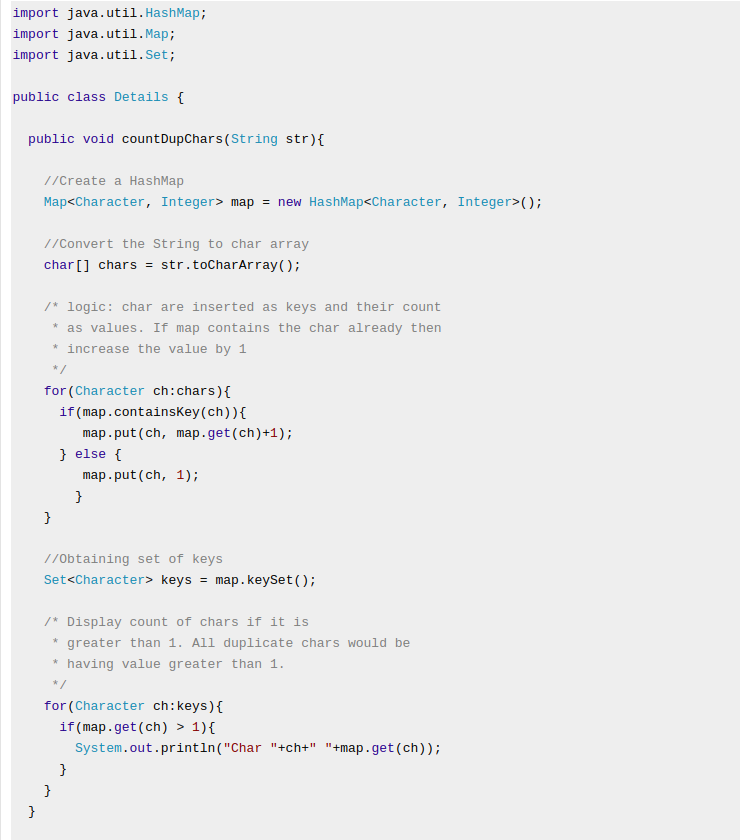 import java.util.HashMap;
import java.util.Map;
import java.util.Set;

public class Details {

  public void countDupChars(String str){

    //Create a HashMap
    Map<Character, Integer> map = new HashMap<Character, Integer>();

    //Convert the String to char array
    char[] chars = str.toCharArray();

    /* logic: char are inserted as keys and their count
     * as values. If map contains the char already then
     * increase the value by 1
     */
    for(Character ch:chars){
      if(map.containsKey(ch)){
         map.put(ch, map.get(ch)+1);
      } else {
         map.put(ch, 1);
        }
    }

    //Obtaining set of keys
    Set<Character> keys = map.keySet();

    /* Display count of chars if it is
     * greater than 1. All duplicate chars would be
     * having value greater than 1.
     */
    for(Character ch:keys){
      if(map.get(ch) > 1){
        System.out.println("Char "+ch+" "+map.get(ch));
      }
    }
  }